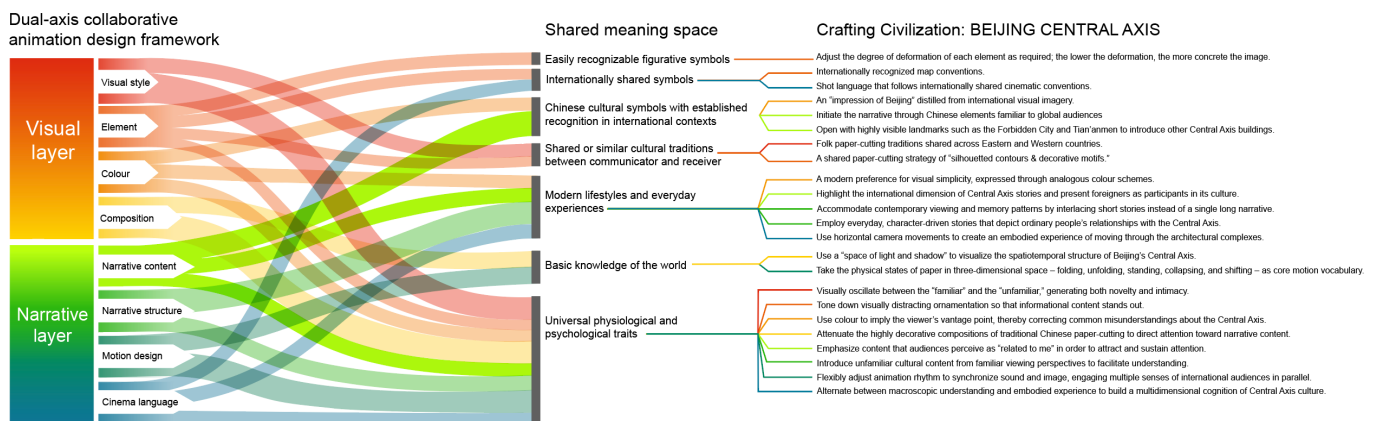 Dual-axis collaborative
animation design framework
Visual
layer
Narrative
layer
Visual style
Element
Colour
Composition
Narrative content
Narrative structure
Motion design
Cinema language
Shared meaning space
Easily recognizable figurative symbols
Internationally shared symbols
Chinese cultural symbols with established
recognition in international contexts
Shared or similar cultural traditions
between communicator and receiver
Modern lifestyles and everyday
experiences
Basic knowledge of the world
Universal physiological and
psychological traits
Crafting Civilization: BEIJING CENTRAL AXIS
Adjust the degree of deformation of each element as required; the lower the deformation, the more concrete the image.
Internationally recognized map conventions.
Shot language that follows internationally shared cinematic conventions.
An "impression of Beijing" distilled from international visual imagery.
Initiate the narrative through Chinese elements familiar to global audiences
Open with highly visible landmarks such as the Forbidden City and Tian'anmen to introduce other Central Axis buildings.
Folk paper-cutting traditions shared across Eastern and Western countries.
A shared paper-cutting strategy of "silhouetted contours & decorative motifs."
A modern preference for visual simplicity, expressed through analogous colour schemes.
Highlight the international dimension of Central Axis stories and present foreigners as participants in its culture.
Accommodate contemporary viewing and memory patterns by interlacing short stories instead of a single long narrative.
Employ everyday, character-driven stories that depict ordinary people's relationships with the Central Axis.
Use horizontal camera movements to create an embodied experience of moving through the architectural complexes.
Use a "space of light and shadow" to visualize the spatiotemporal structure of Beijing's Central Axis.
Take the physical states of paper in three-dimensional space – folding, unfolding, standing, collapsing, and shifting – as core motion vocabulary.
Visually oscillate between the "familiar" and the "unfamiliar," generating both novelty and intimacy.
Tone down visually distracting ornamentation so that informational content stands out.
Use colour to imply the viewer's vantage point, thereby correcting common misunderstandings about the Central Axis.
Attenuate the highly decorative compositions of traditional Chinese paper-cutting to direct attention toward narrative content.
Emphasize content that audiences perceive as "related to me" in order to attract and sustain attention.
Introduce unfamiliar cultural content from familiar viewing perspectives to facilitate understanding.
Flexibly adjust animation rhythm to synchronize sound and image, engaging multiple senses of international audiences in parallel.
Alternate between macroscopic understanding and embodied experience to build a multidimensional cognition of Central Axis culture.